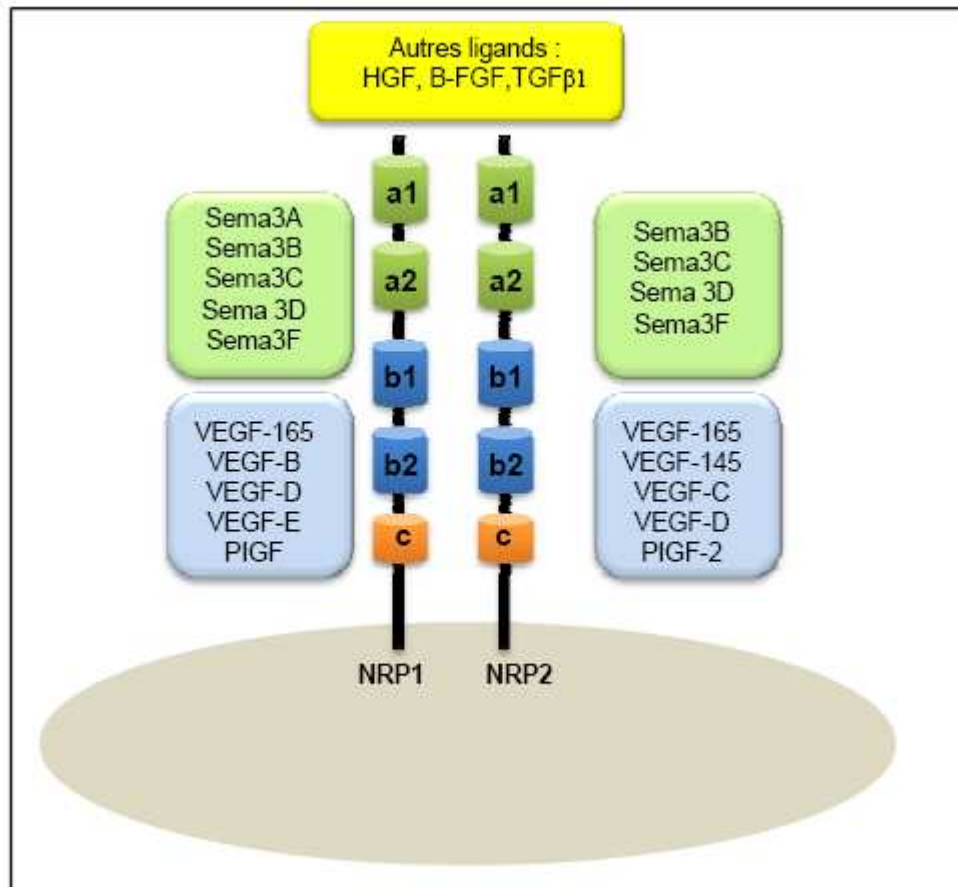 Autres ligands :
HGF, B-FGF,TGFβ1
a1
a1
a2
a2
b1
b1
b2
b2
c
c
Sema3A
Sema3B
Sema3C
Sema 3D
Sema3F
Sema3B
Sema3C
Sema 3D
Sema3F
VEGF-165
VEGF-B
VEGF-D
VEGF-E
PIGF
VEGF-165
VEGF-145
VEGF-C
VEGF-D
PIGF-2
NRP1
NRP2